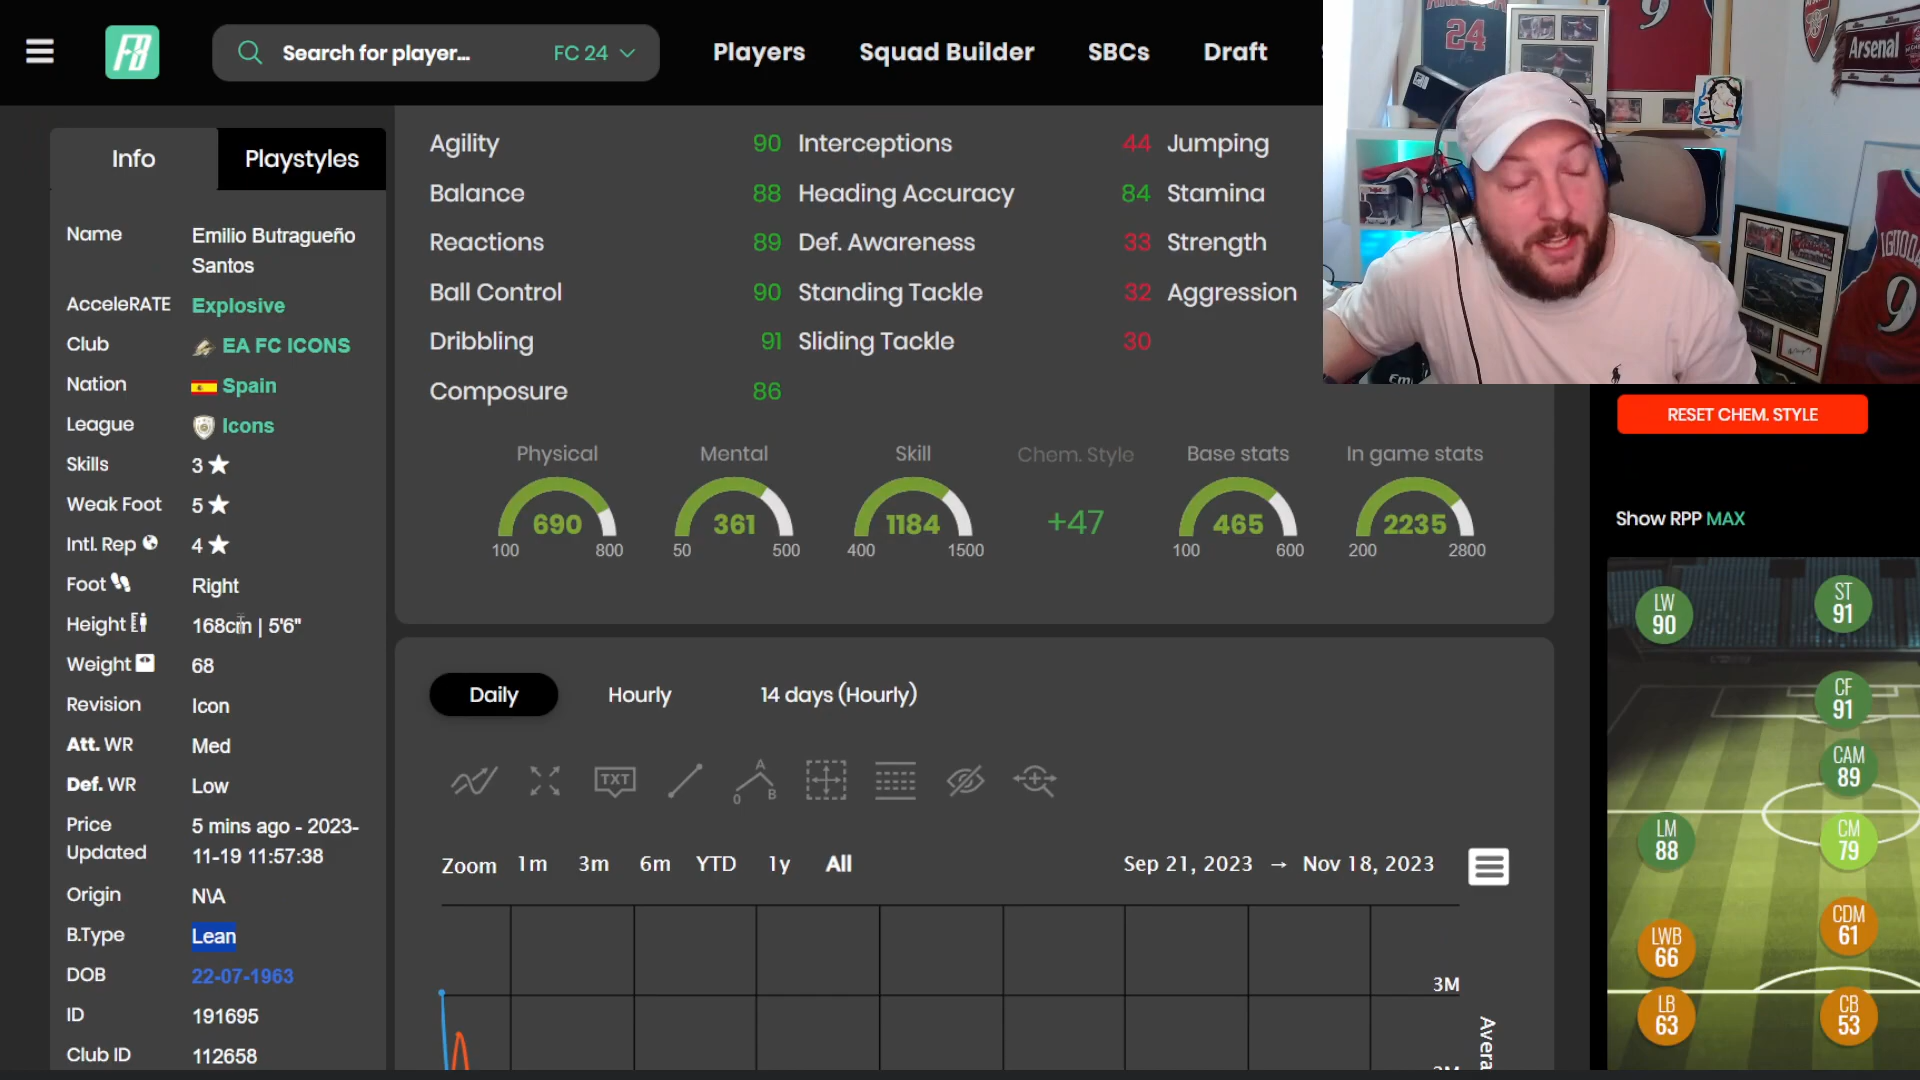 FB
Search for player...
FC 24
Players
Squad Builder
SBCs
Draft
Info
Playstyles
Name
Emilio Butragueño
Santos
AcceleRATE
Explosive
Club
EA FC ICONS
Nation
Spain
League
Icons
Skills
3
Weak Foot
5
Intl. Rep
4
Foot
Right
Height
168cm | 5'6"
Weight
68
Revision
Icon
Att. WR
Med
Def. WR
Low
Price
Updated
5 mins ago - 2023-
11-19 11:57:38
Origin
N\A
B.Type
Lean
DOB
22-07-1963
ID
191695
Club ID
112658
Agility 90
Balance 88
Reactions 89
Ball Control 90
Dribbling 91
Composure 86
Interceptions 44
Heading Accuracy 84
Def. Awareness 33
Standing Tackle 32
Sliding Tackle 30
Jumping
Stamina
Strength
Aggression
Physical
690
100 800
Mental
361
50 500
Skill
1184
400 1500
Chem. Style
+47
Base stats
465
100 600
In game stats
2235
200 2800
Daily
Hourly
14 days (Hourly)
TXT
A
0 B
Zoom 1m 3m 6m YTD 1y All
Sep 21, 2023 → Nov 18, 2023
3M
Avera
24
9
Arsenal
IGUODA
9
RESET CHEM. STYLE
Show RPP MAX
LW
90
ST
91
CF
91
CAM
89
LM
88
CM
79
CDM
61
LWB
66
LB
63
CB
53